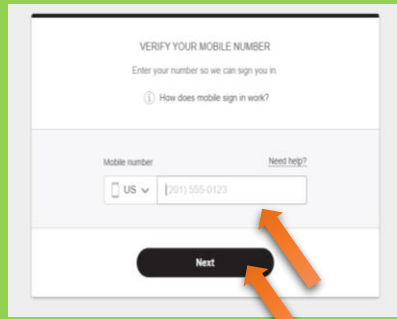 VERIFY YOUR MOBILE NUMBER
Enter your number so we can sign you in.
How does mobile sign in work?
Mobile number Need help?
US (201) 555-0123
Next